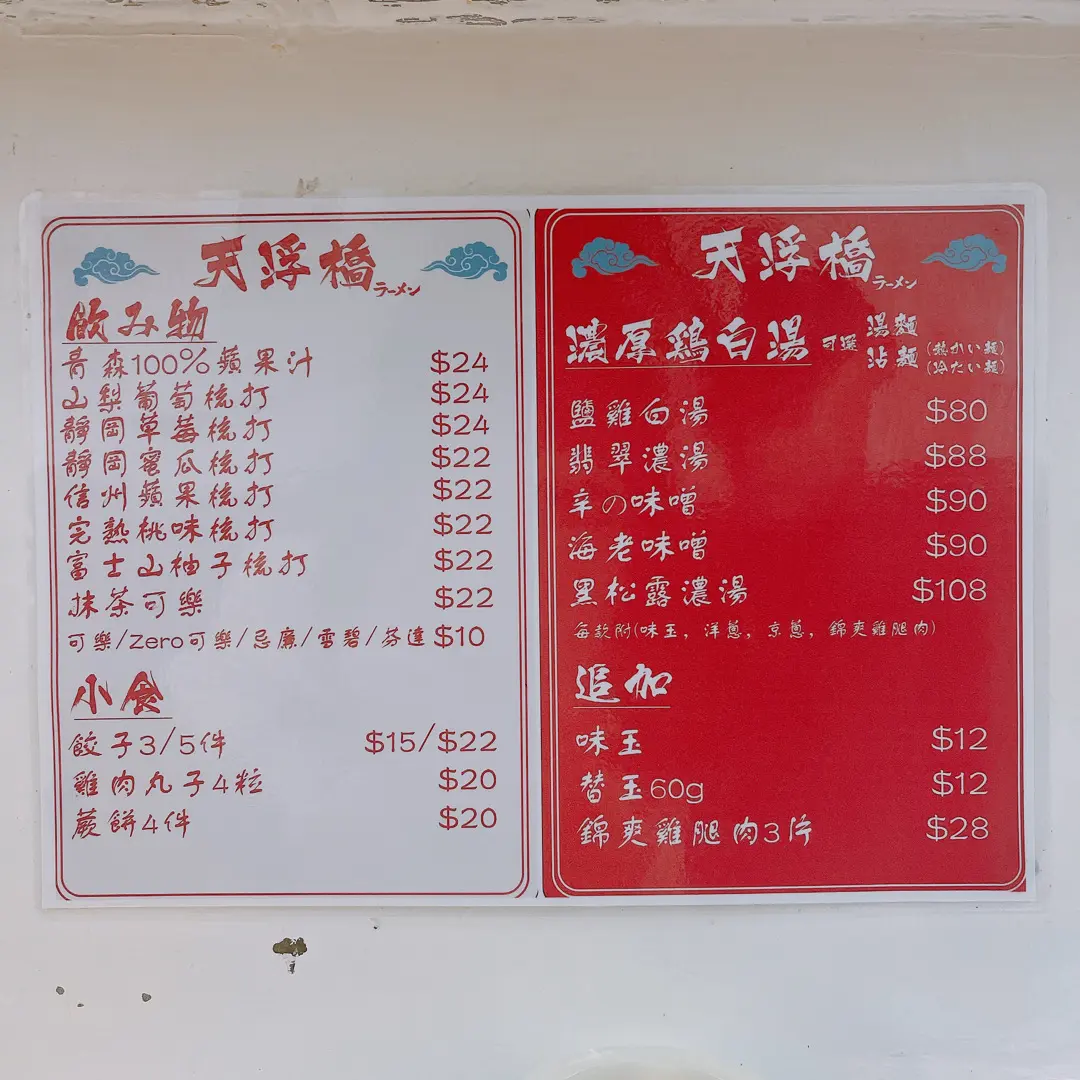 天浮橋
ラーメン
飲み物
青森100%蘋果汁 $24
山梨葡萄梳打 $24
靜岡草莓梳打 $24
靜岡蜜瓜梳打 $22
信州蘋果梳打 $22
完熟桃味梳打 $22
富士山柚子梳打 $22
抹茶可樂 $22
可樂/Zero可樂/忌廉/雪碧/芬達 $10
小食
餃子3/5件 $15/$22
雞肉丸子4粒 $20
蕨餅4件 $20
天浮橋
ラーメン
濃厚鶏白湯 可選 湯麵
沾麵 (熱かい麺)
(冷たい麺)
鹽雞白湯 $80
翡翠濃湯 $88
辛の味噌 $90
海老味噌 $90
黑松露濃湯 $108
每款附(味玉, 洋蔥, 京蔥, 錦爽雞腿肉)
追加
味玉 $12
替玉60g $12
錦爽雞腿肉3片 $28